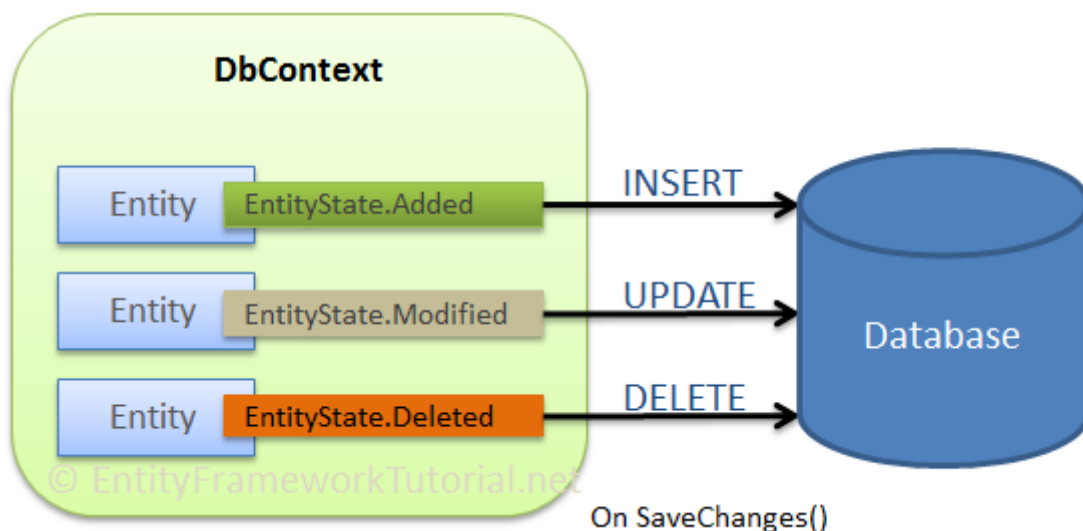 DbContext
Entity
EntityState.Added
INSERT
Entity
EntityState.Modified
UPDATE
Database
Entity
EntityState.Deleted
DELETE
© EntityFrameworkTutorial.net
On SaveChanges()